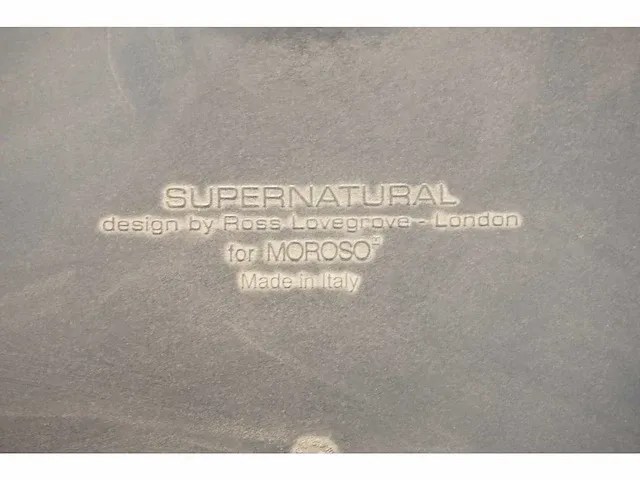 SUPERNATURAL
design by Ross Lovegrove - London
for MOROSO
Made in Italy